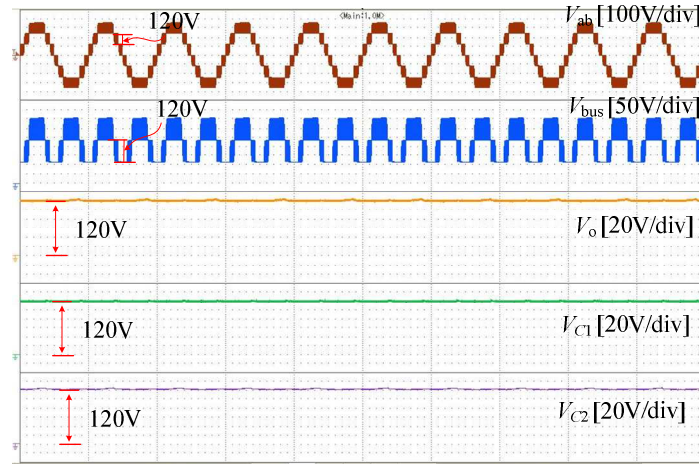 <Main:1.0M>
120V
Vab [100V/div]
120V
Vbus [50V/div]
120V
Vo [20V/div]
120V
VC1 [20V/div]
120V
VC2 [20V/div]